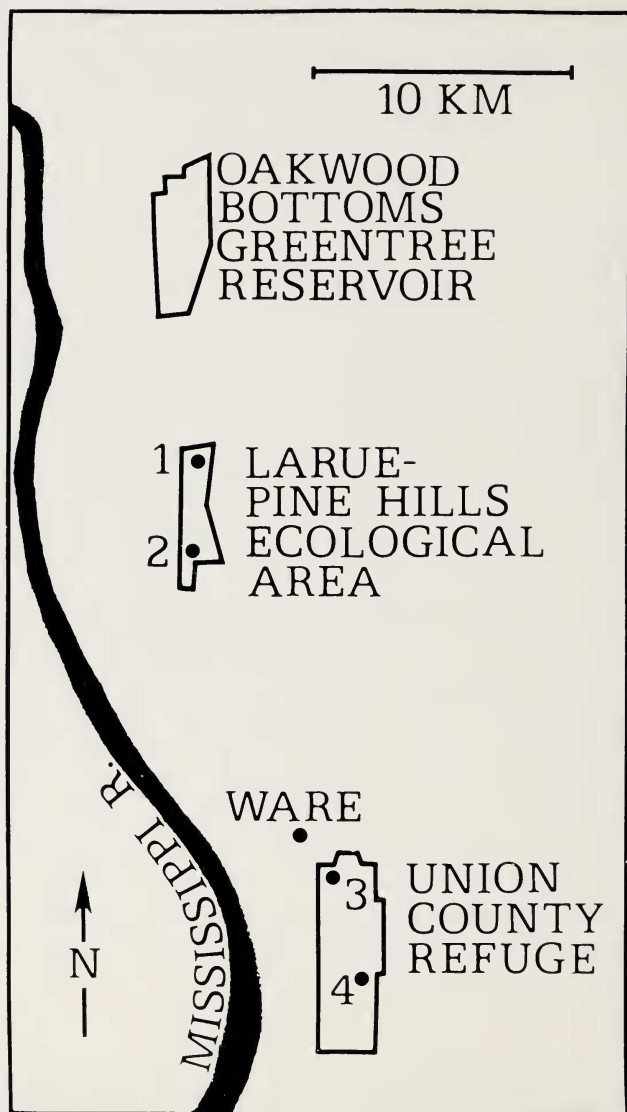 10 KM
OAKWOOD
BOTTOMS
GREENTREE
RESERVOIR
1
LARUE-
PINE HILLS
2
ECOLOGICAL
AREA
MISSISSIPPI R.
WARE
3
UNION
COUNTY
REFUGE
N
4